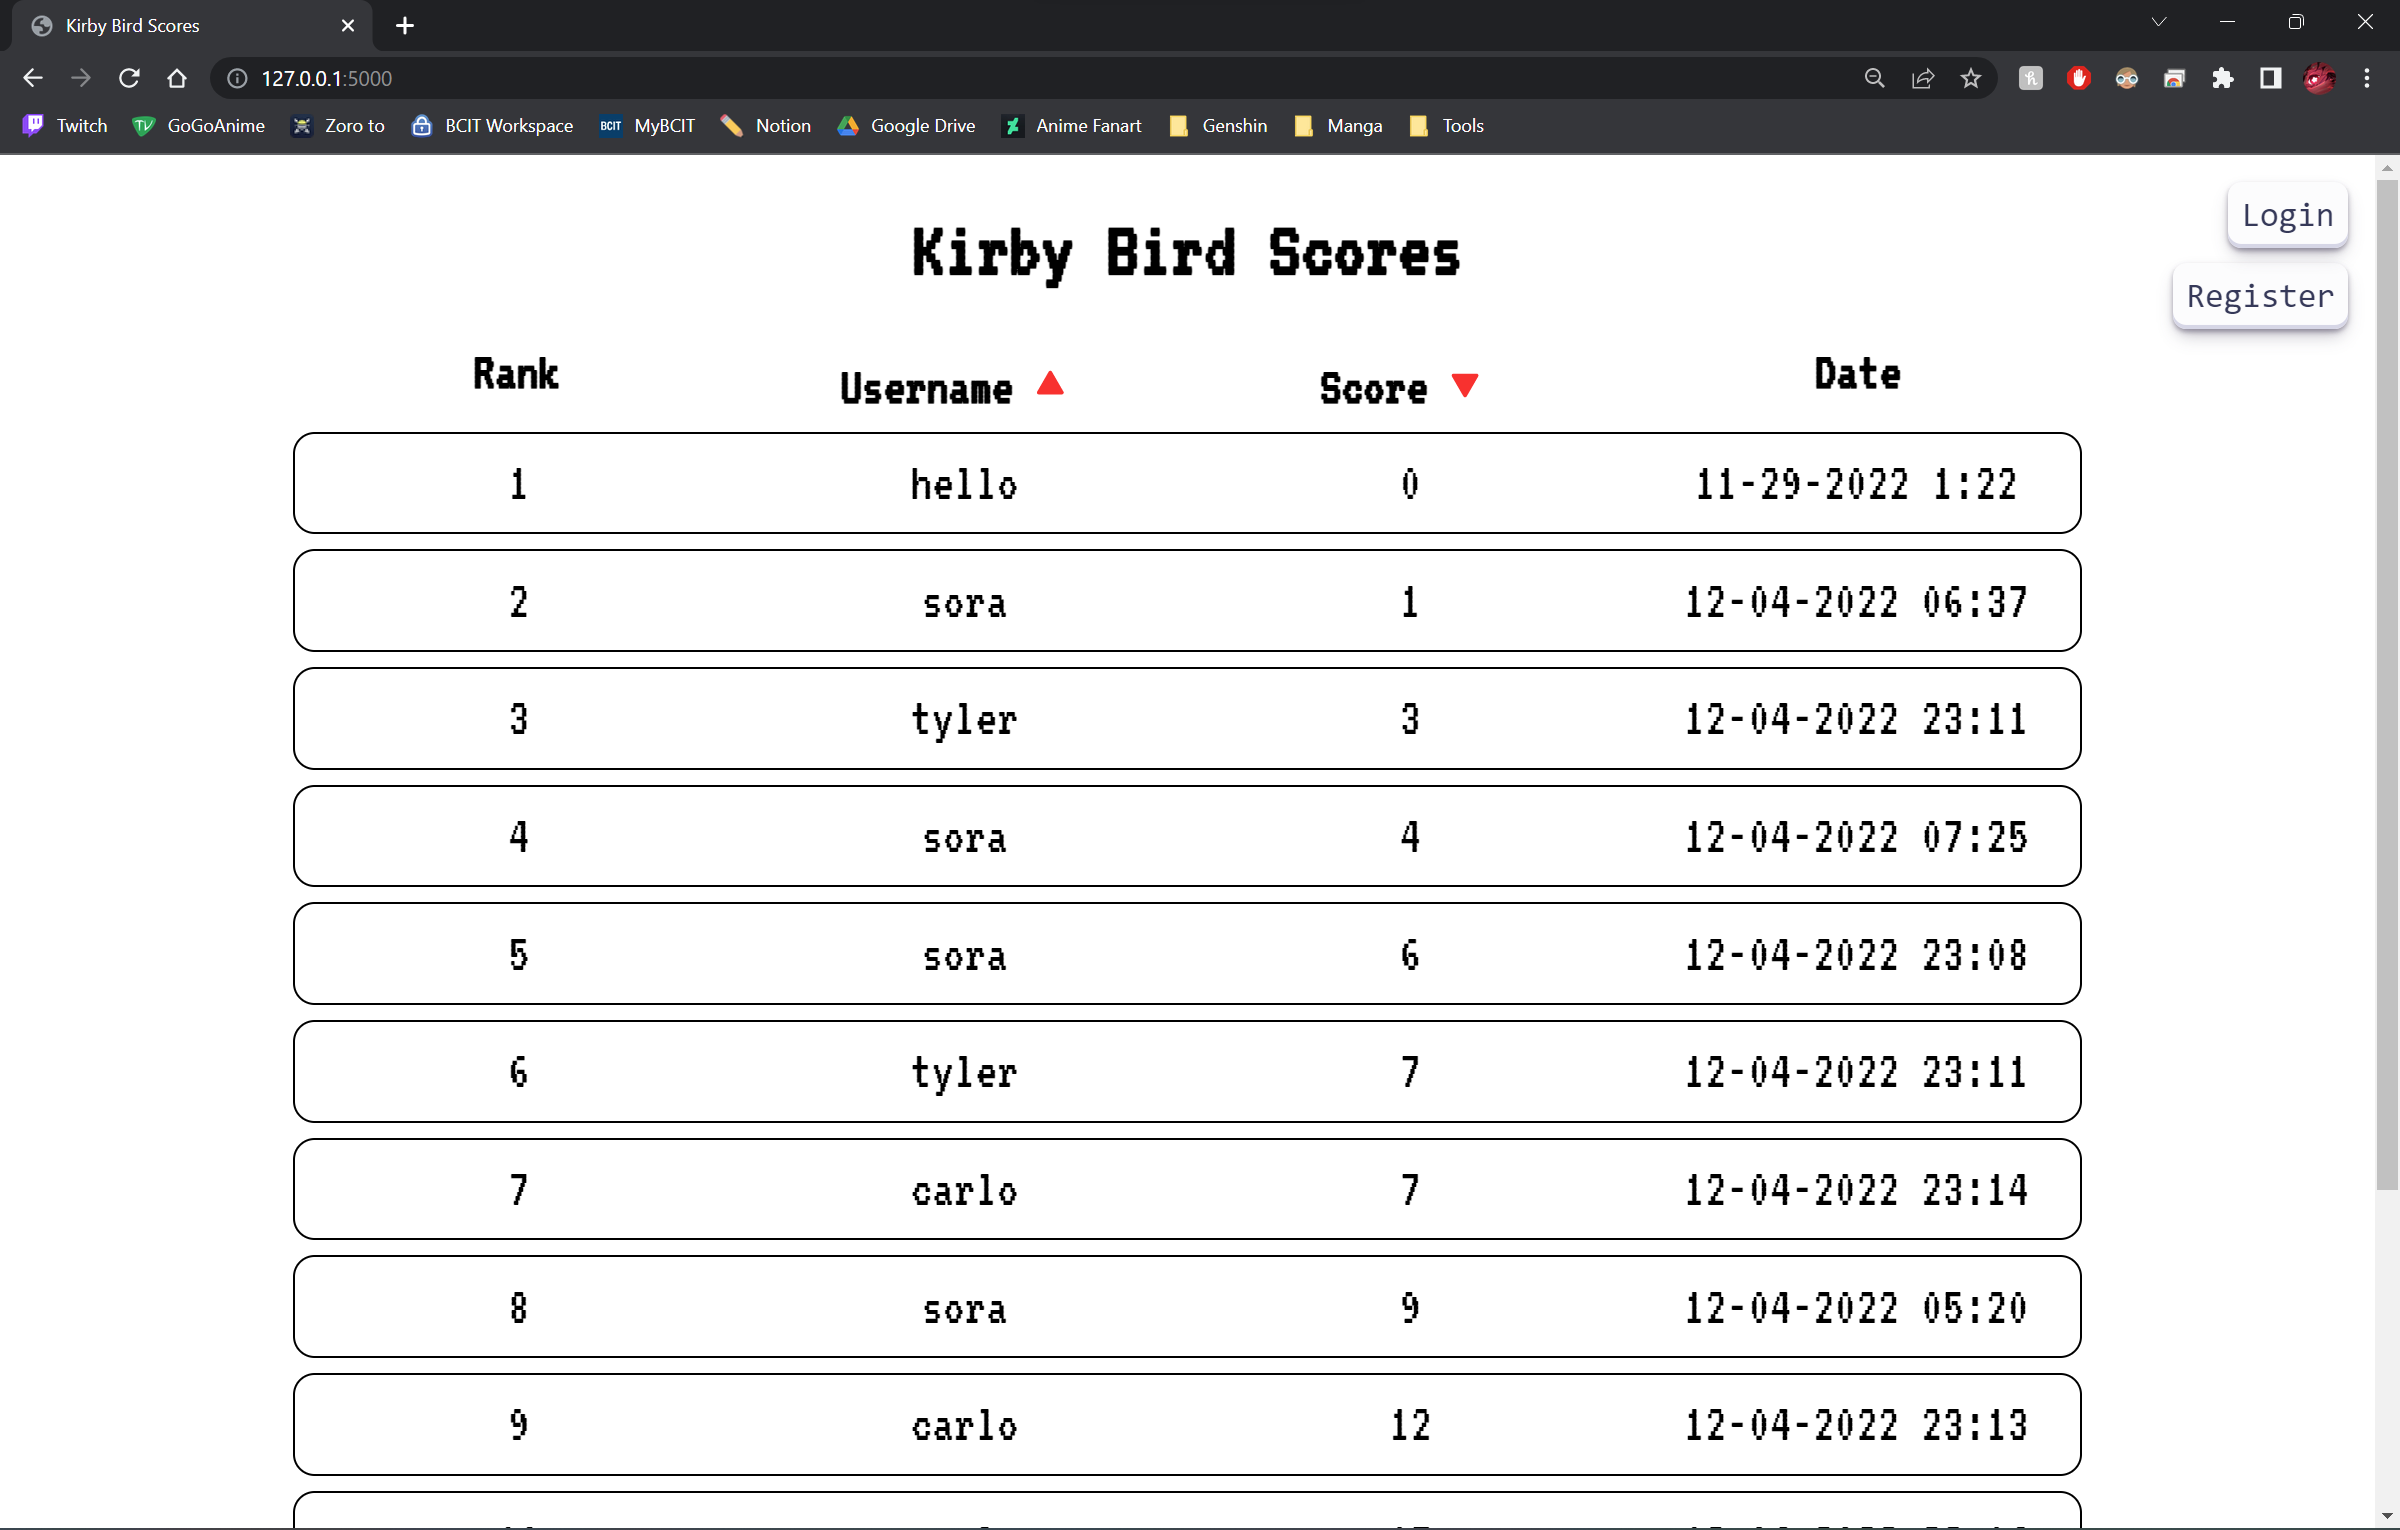 Kirby Bird Scores
127.0.0.1:5000
Twitch GoGoAnime Zoro to BCIT BCIT Workspace MyBCIT Notion Google Drive Anime Fanart Genshin Manga Tools
Login
Kirby Bird Scores
Register
Rank Username Score Date
1 hello 0 11-29-2022 1:22
2 sora 1 12-04-2022 06:37
3 tyler 3 12-04-2022 23:11
4 sora 4 12-04-2022 07:25
5 sora 6 12-04-2022 23:08
6 tyler 7 12-04-2022 23:11
7 carlo 7 12-04-2022 23:14
8 sora 9 12-04-2022 05:20
9 carlo 12 12-04-2022 23:13